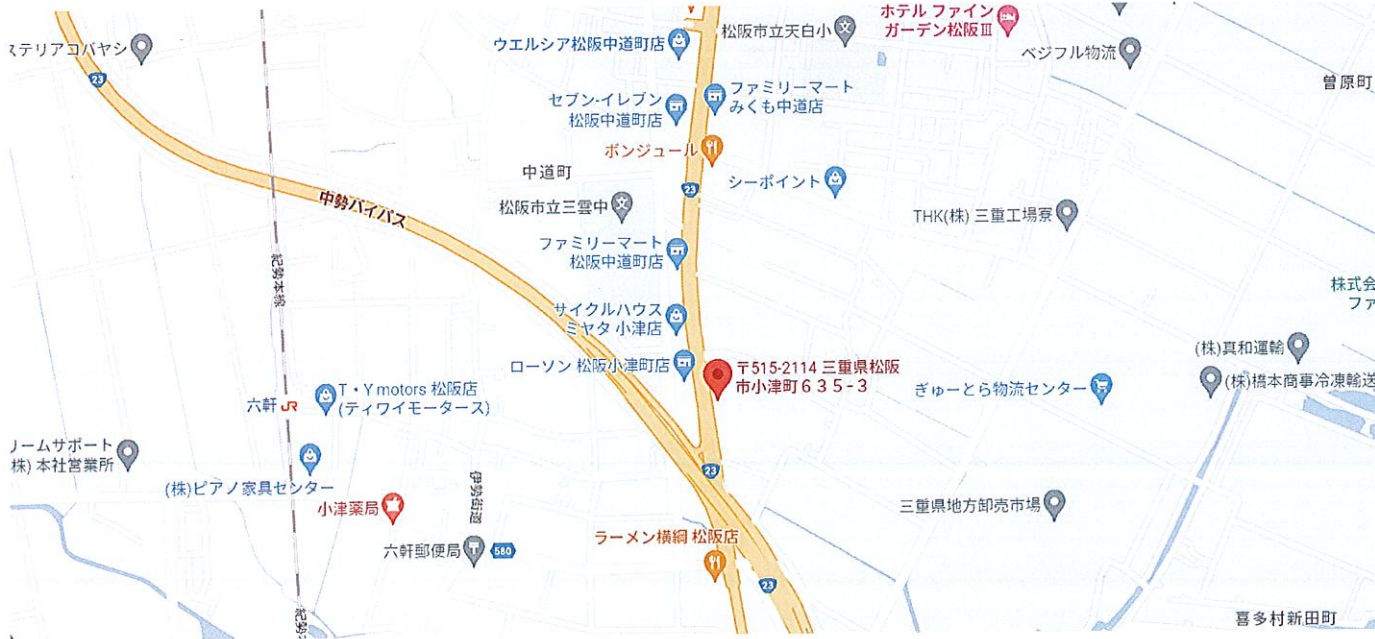 ホテル ファイン
ガーデン松阪Ⅲ
松阪市立天白小
ウエルシア松阪中道町店
ステリアコバヤシ
ベジフル物流
23
曽原町
ファミリーマート
みくも中道店
セブン-イレブン
松阪中道町店
ボンジュール
中道町
シーポイント
23
中勢バイパス
松阪市立三雲中
THK(株) 三重工場寮
ファミリーマート
松阪中道町店
紀勢本線
株式会
ファ
サイクルハウス
ミヤタ 小津店
(株)真和運輸
ローソン 松阪小津町店
〒515-2114 三重県松阪
市小津町６３５−３
ぎゅーとら物流センター
(株)橋本商事冷凍輸送
T・Y motors 松阪店
(ティワイモータース)
六軒 JR
リームサポート
株) 本社営業所
23
(株)ピアノ家具センター
伊勢街道
小津薬局
三重県地方卸売市場
ラーメン横綱 松阪店
六軒郵便局
580
23
紀勢
喜多村新田町